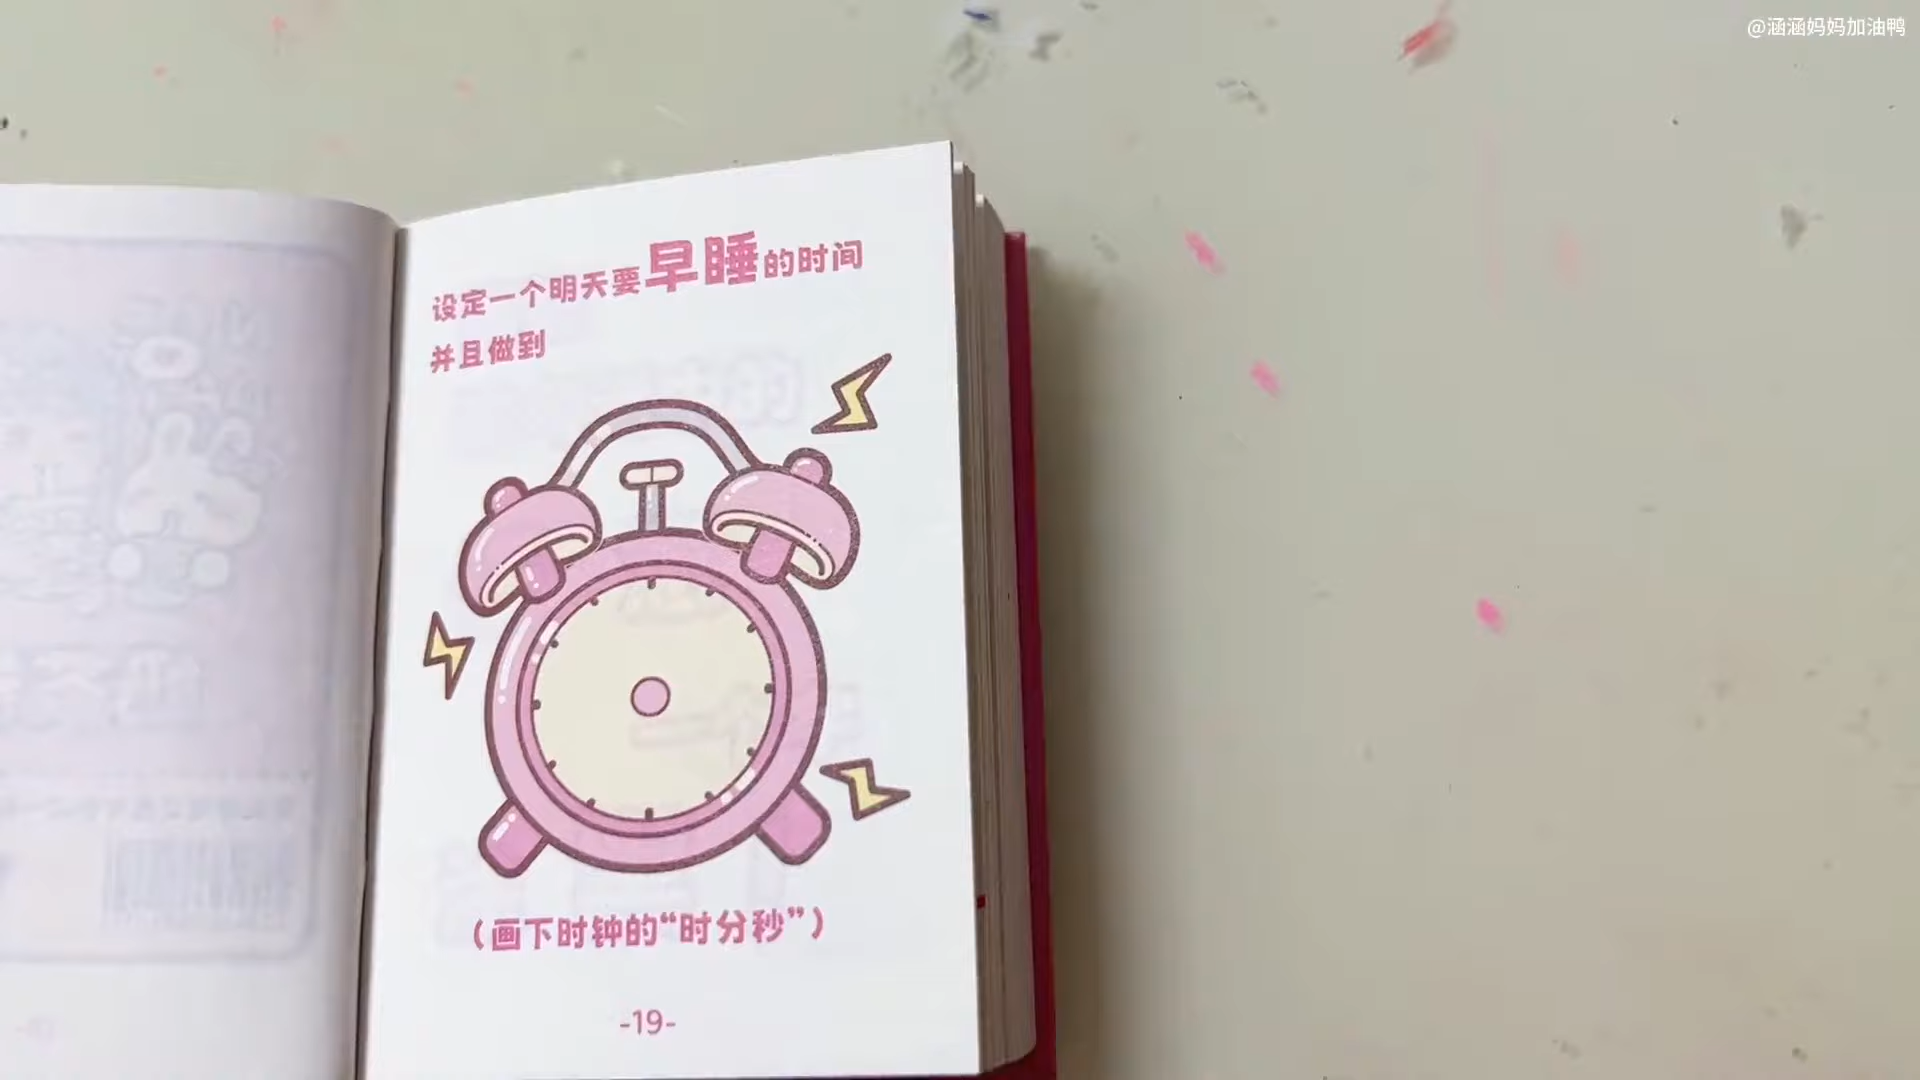 @涵涵妈妈加油鸭
设定一个明天要早睡的时间
并且做到
（画下时钟的“时分秒”）
-19-